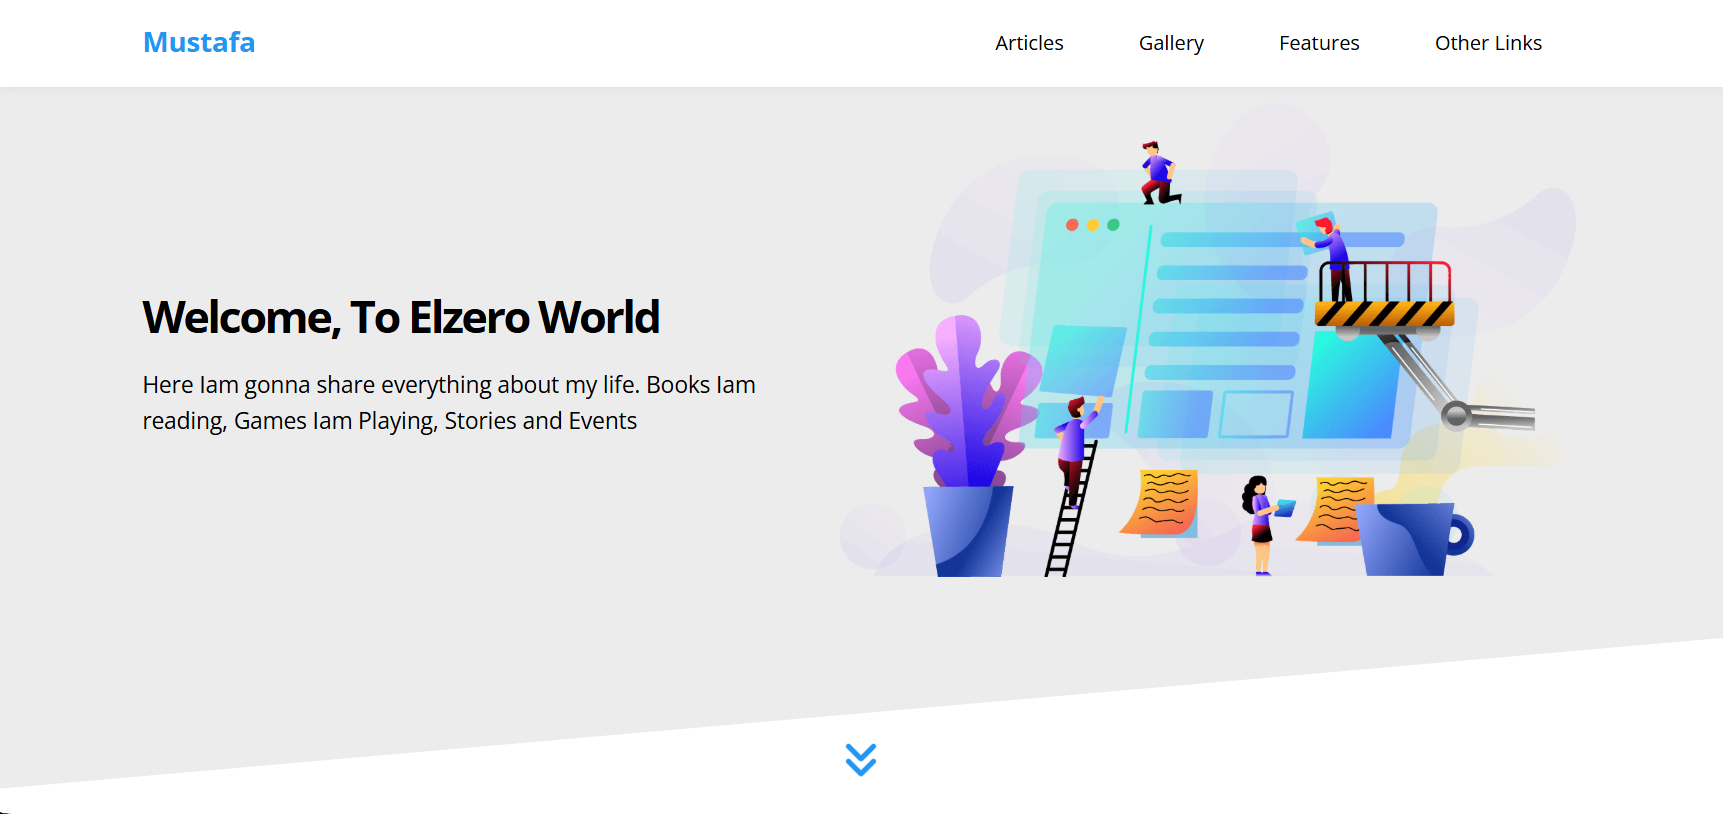 Mustafa
Articles Gallery Features Other Links
Welcome, To Elzero World
Here Iam gonna share everything about my life. Books Iam
reading, Games Iam Playing, Stories and Events